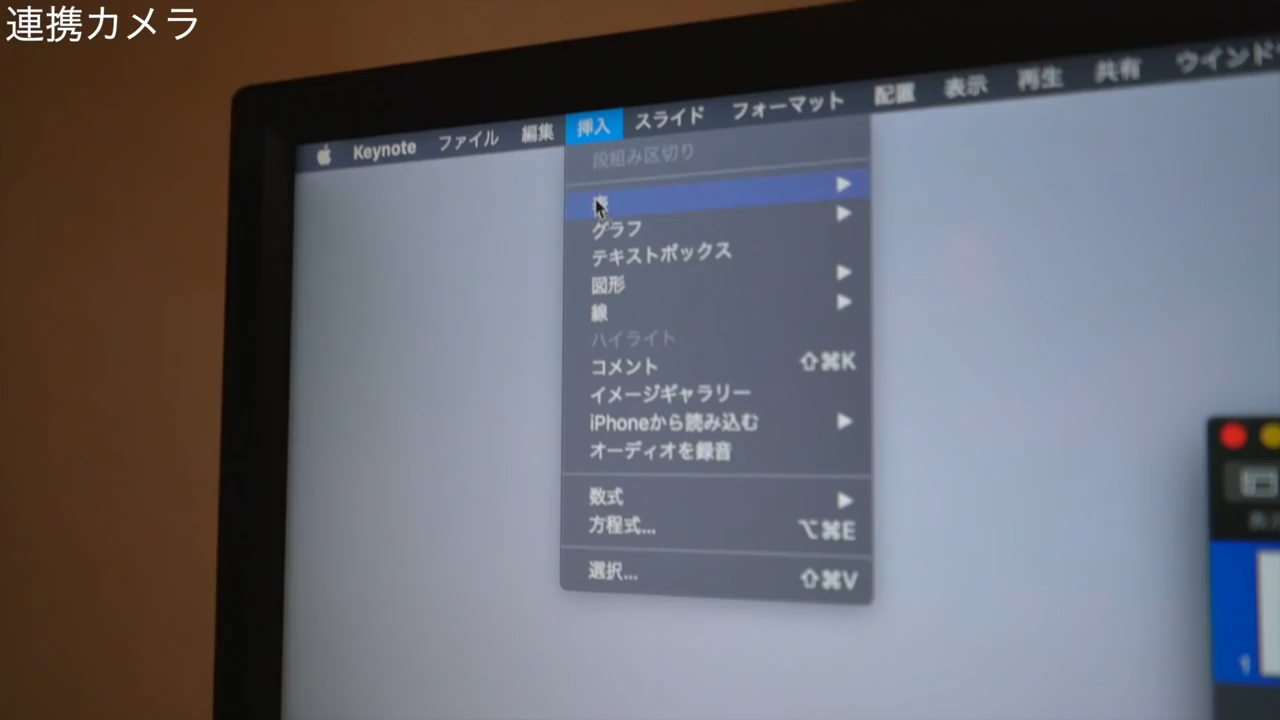 連携カメラ
Keynote ファイル 編集 挿入 スライド フォーマット 配置 表示 再生 共有 ウインド
段組み区切り
グラフ
テキストボックス
図形
線
ハイライト
コメント ⇧⌘K
イメージギャラリー
iPhoneから読み込む
オーディオを録音
数式
方程式... ⌥⌘E
選択... ⇧⌘V
1